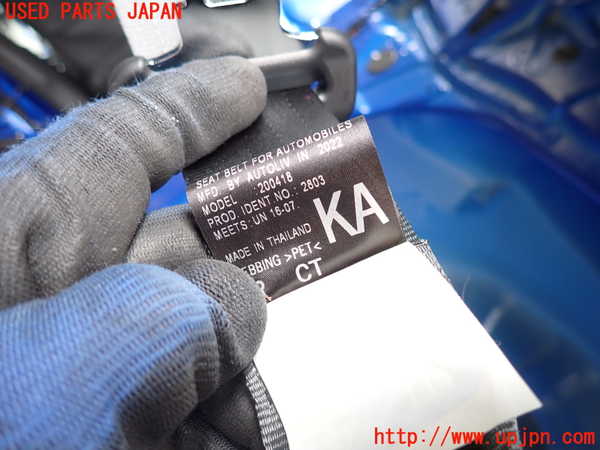 USED PARTS JAPAN
SEAT BELT FOR AUTOMOBILES
MFD. BY AUTOLIV IN 2022
MODEL : 200418
PROD IDENT.NO.: 2803
MEETS: UN 16-07.
KA
MADE IN THAILAND
EBBING >PET<
CT
http://www.upjpn.com/